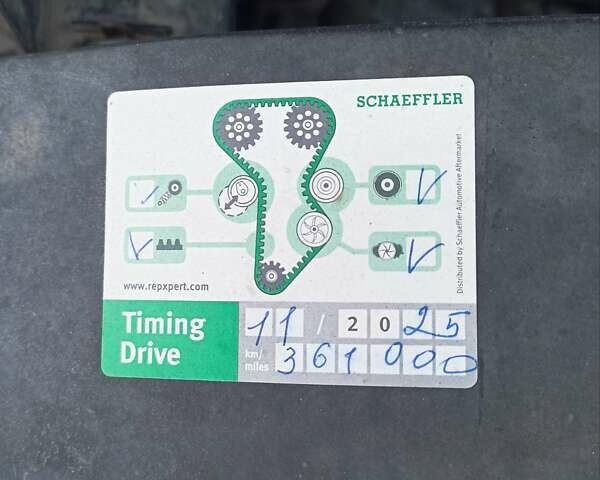 SCHAEFFLER
Distributed by Schaeffler Automotive Aftermarket
www.repxpert.com
Timing
Drive
11 / 2025
km/
miles
361000